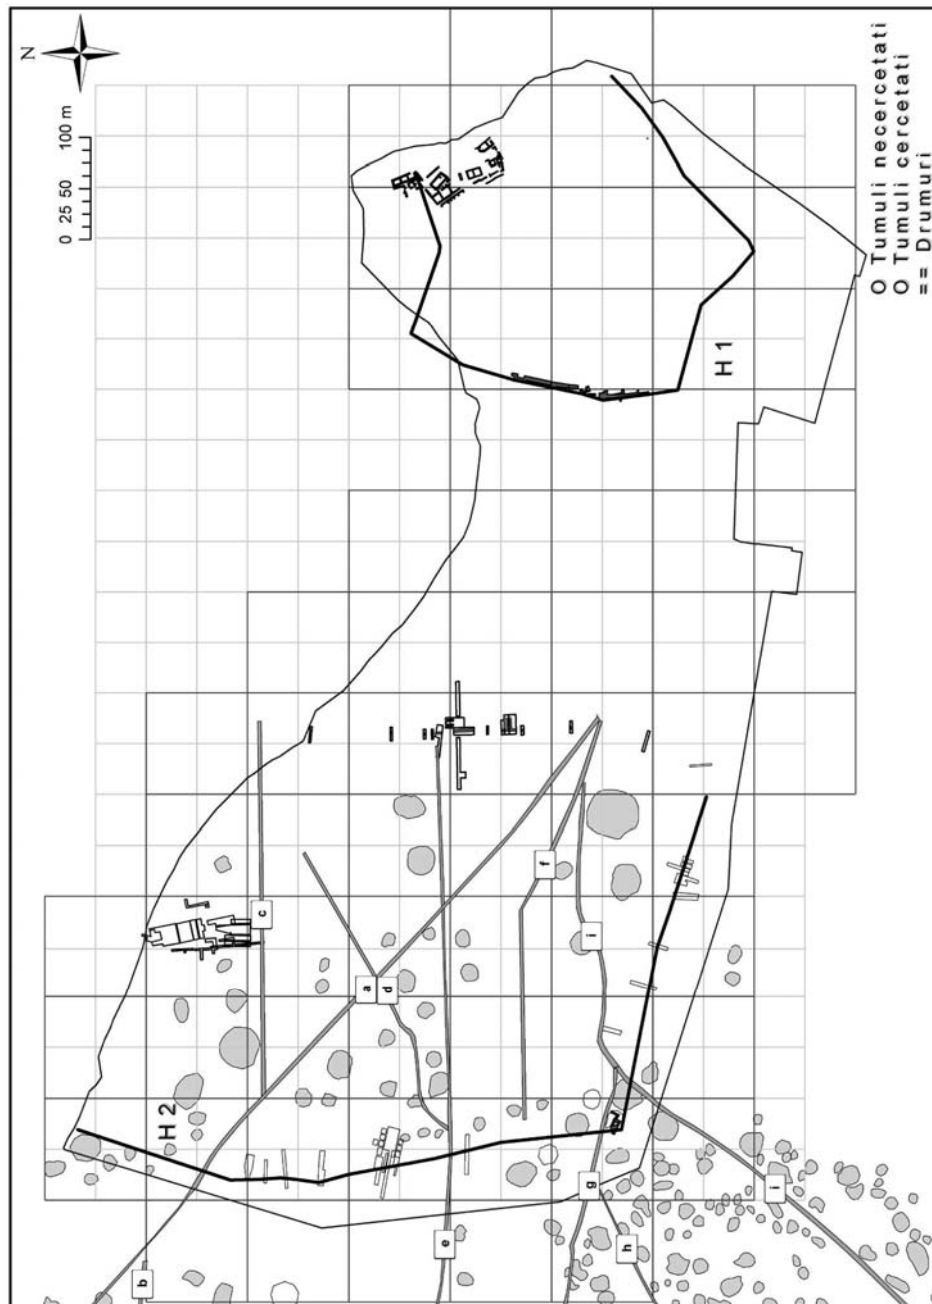 N
0 25 50 100 m
H 1
O Tumuli necercetati
O Tumuli cercetati
== Drumuri
H 2
a
b
c
d
e
f
g
h
i
i